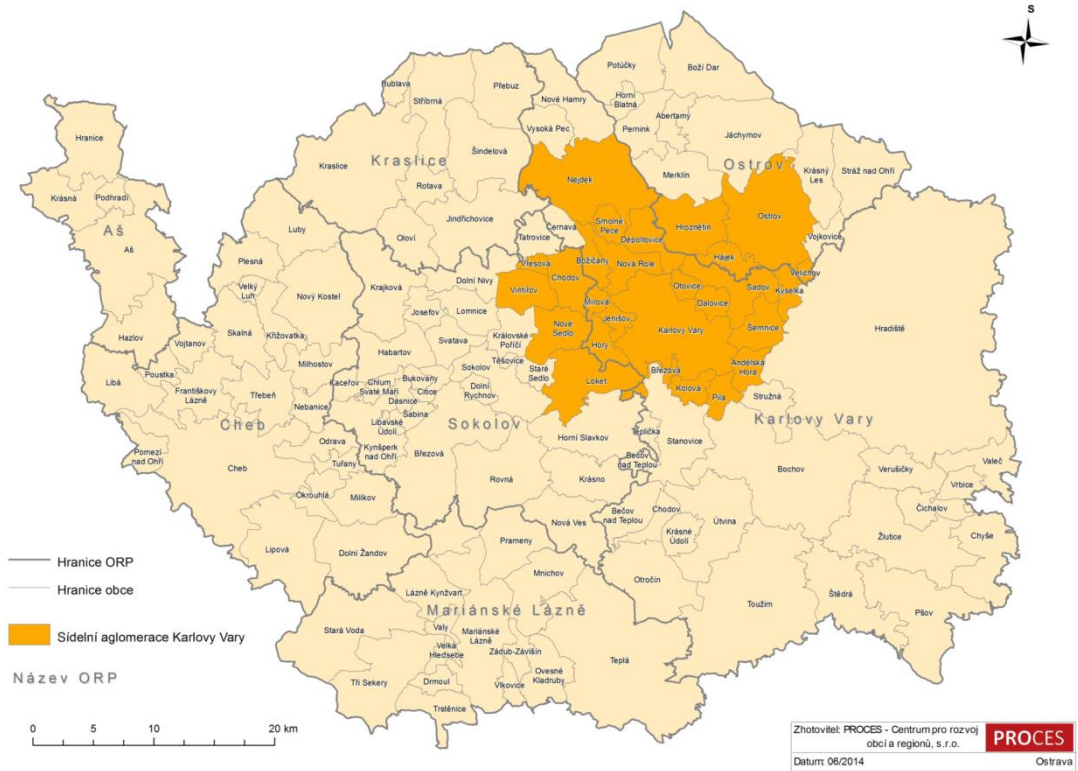 S
Potůčky
Boží Dar
Přebuz
Bublava
Stříbrná
Nové Hamry
Horní
Blatná
Abertamy
Hranice
Vysoká Pec
Pernink
Jáchymov
Šindelová
Kraslice
Kraslice
Ostrov
Krásný
Les
Stráž nad Ohří
Merklín
Nejdek
Rotava
Krásná
Podhradí
Aš
Aš
Jindřichovice
Smolné
Pece
Hroznětín
Ostrov
Luby
Oloví
Černava
Tatrovice
Děpoltovice
Vojkovice
Plesná
Vřesová
Božičany
Nová Role
Hájek
Velichov
Velký
Luh
Nový Kostel
Krajková
Dolní Nivy
Chodov
Vintířov
Otovice
Sadov
Kyselka
Josefov
Lomnice
Mírová
Dalovice
Hazlov
Vojtanov
Skalná
Křižovatka
Svatava
Královské
Poříčí
Nové
Sedlo
Jenišov
Karlovy Vary
Šemnice
Hradiště
Habartov
Hory
Libá
Poustka
Milhostov
Těšovice
Staré
Sedlo
Andělská
Hora
Františkovy
Lázně
Třebeň
Kaceřov
Chlum
Svaté Maří
Bukovany
Citice
Sokolov
Dolní
Rychnov
Loket
Březová
Kolová
Pila
Stružná
Nebanice
Dasnice
Šabina
Cheb
Libavské
Údolí
Sokolov
Karlovy Vary
Odrava
Kynšperk
nad Ohří
Březová
Horní Slavkov
Teplička
Stanovice
Pomezí
nad Ohří
Tuřany
Cheb
Bečov
nad Teplou
Bochov
Verušičky
Valeč
Vrbice
Okrouhlá
Milíkov
Rovná
Krásno
Čichalov
Nová Ves
Bečov
nad Teplou
Chodov
Útvina
Krásné
Údolí
Žlutice
Chyše
Lipová
Dolní Žandov
Prameny
Mnichov
Otročín
Toužim
Štědrá
Pšov
Lázně Kynžvart
Mariánské Lázně
Stará Voda
Valy
Mariánské
Lázně
Velká
Hleďsebe
Zádub-Závišín
Teplá
Tři Sekery
Drmoul
Ovesné
Kladruby
Vlkovice
Trstěnice
Hranice ORP
Hranice obce
Sídelní aglomerace Karlovy Vary
Název ORP
0 5 10 20 km
Zhotovitel: PROCES - Centrum pro rozvoj
obcí a regionů, s.r.o.
PROCES
Datum: 06/2014 Ostrava